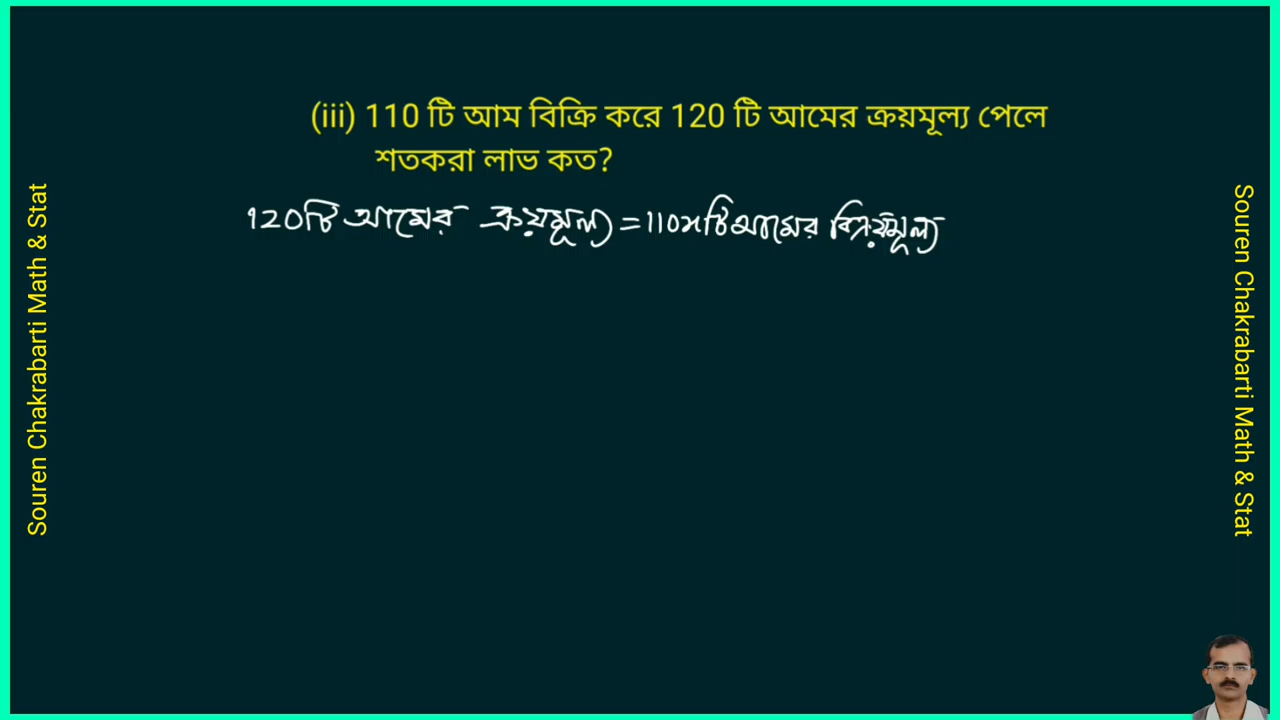 (iii) 110 টি আম বিক্রি করে 120 টি আমের ক্রয়মূল্য পেলে
শতকরা লাভ কত?
120টি আমের ক্রয়মূল্য = 110টি আমের বিক্রয়মূল্য
Souren Chakrabarti Math & Stat
Souren Chakrabarti Math & Stat